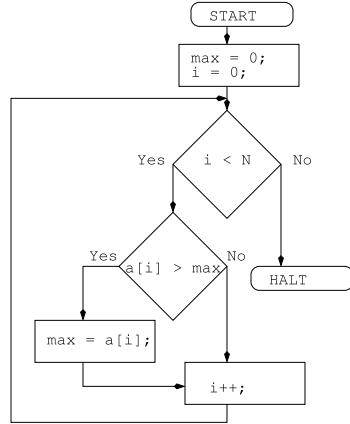 START
max = 0;
i = 0;
Yes
i < N
No
Yes
a[i] > max
No
HALT
max = a[i];
i++;